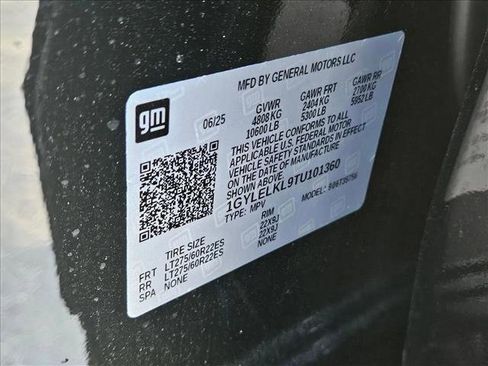 MFD BY GENERAL MOTORS LLC
gm
06/25 GVWR GAWR FRT GAWR RR
4808 KG 2404 KG 2700 KG
10600 LB 5300 LB 5952 LB
THIS VEHICLE CONFORMS TO ALL
APPLICABLE U.S. FEDERAL MOTOR
VEHICLE SAFETY STANDARDS IN
EFFECT ON THE DATE OF MANUFACTURE
SHOWN ABOVE.
1GYLELKL9TU101360
TYPE: MPV MODEL:
TIRE SIZE RIM
FRT LT275/60R22ES 22X9J
RR LT275/60R22ES 22X9J
SPA NONE NONE